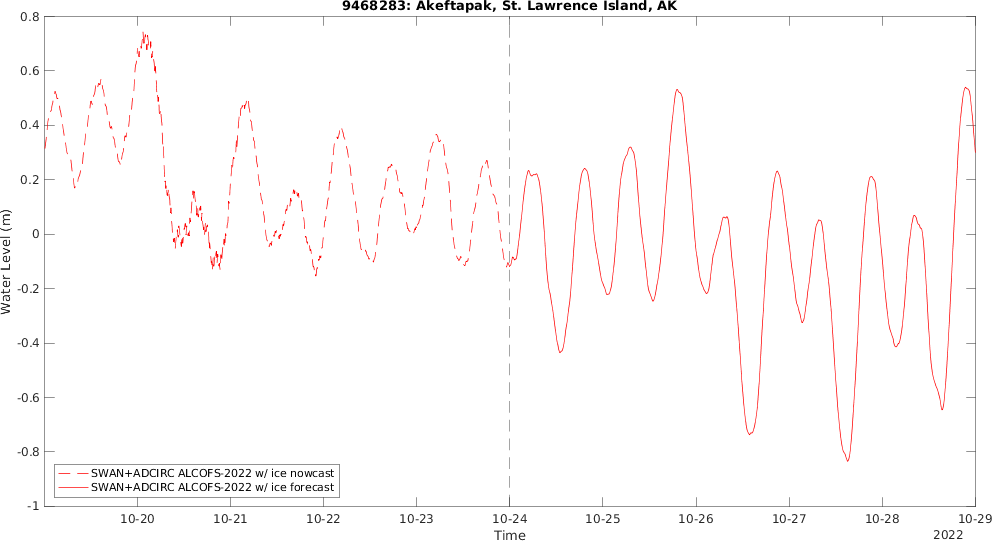 9468283: Akeftapak, St. Lawrence Island, AK
0.8
0.6
0.4
0.2
0
-0.2
-0.4
-0.6
-0.8
-1
Water Level (m)
SWAN+ADCIRC ALCOFS-2022 w/ ice nowcast
SWAN+ADCIRC ALCOFS-2022 w/ ice forecast
10-20 10-21 10-22 10-23 10-24 10-25 10-26 10-27 10-28 10-29
Time
2022